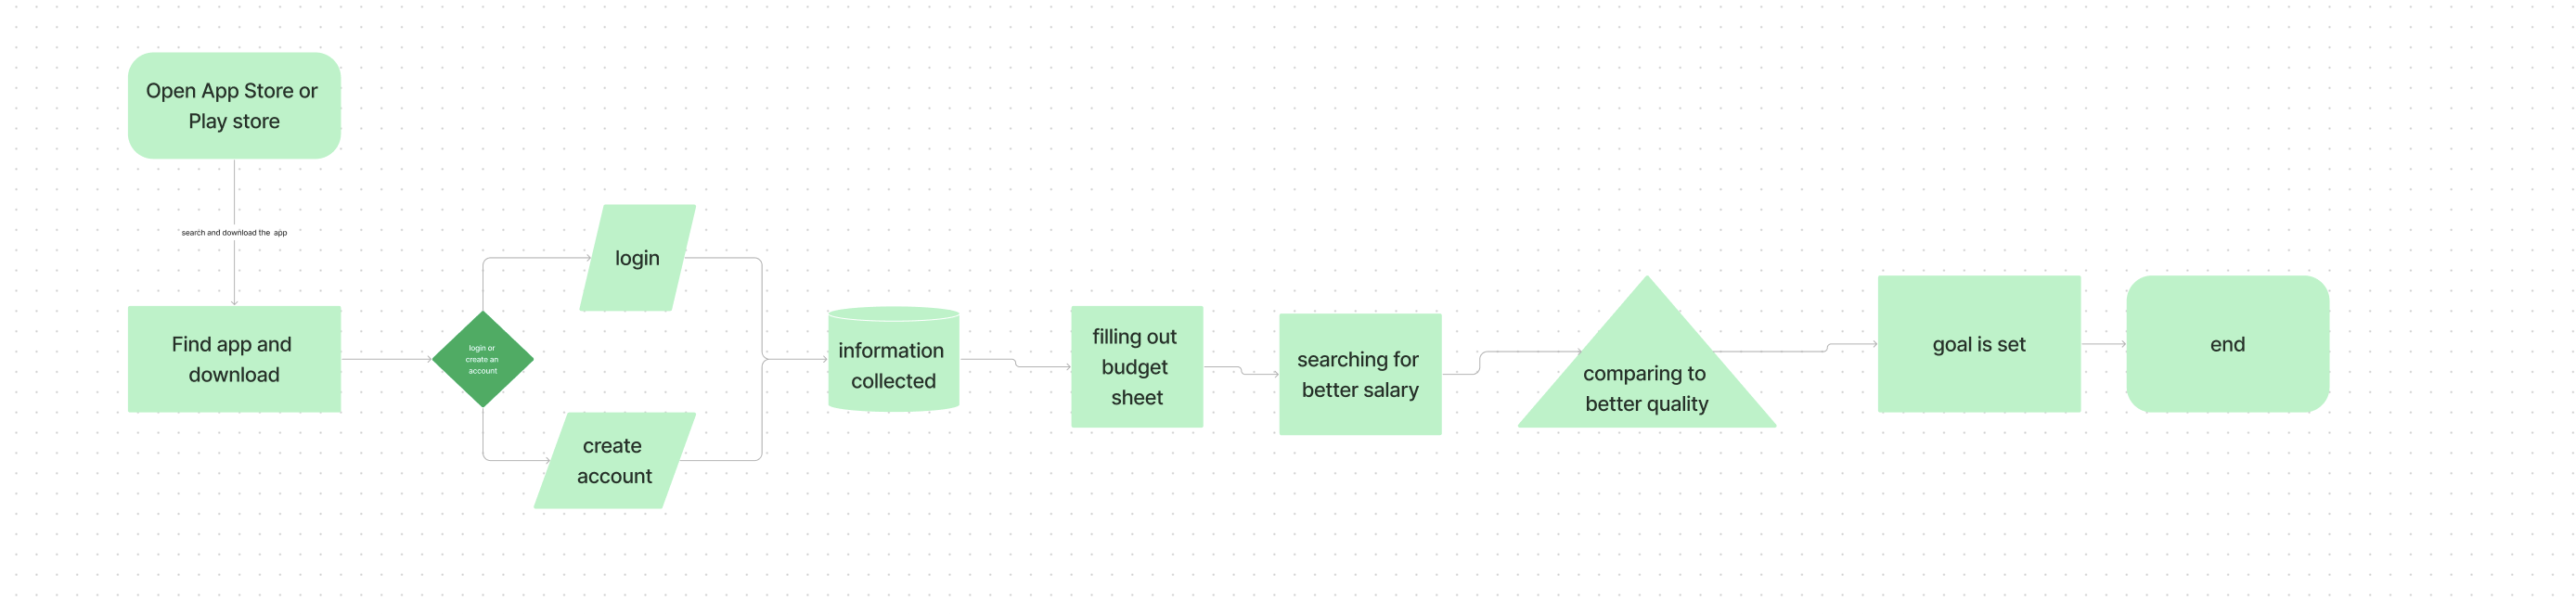 Open App Store or
Play store
search and download the app
Find app and
download
login or
create an
account
login
create
account
information
collected
filling out
budget
sheet
searching for
better salary
comparing to
better quality
goal is set
end